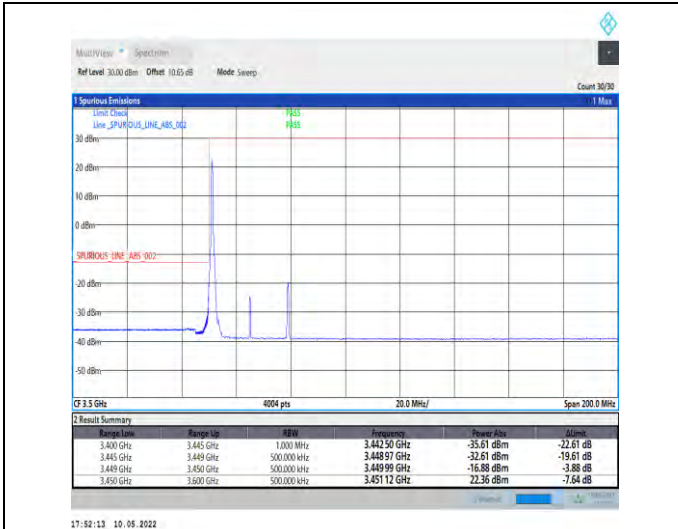 MultiView Spectrum
Ref Level 30.00 dBm Offset 10.65 dB Mode Sweep
Count 30/30
1 Spurious Emissions 1 Max
Limit Check PASS
Line _SPURIOUS_LINE_ABS_002 PASS
30 dBm
20 dBm
10 dBm
0 dBm
SPURIOUS_LINE_ABS_002
-20 dBm
-30 dBm
-40 dBm
-50 dBm
CF 3.5 GHz 4004 pts 20.0 MHz/ Span 200.0 MHz
2 Result Summary
Range Low Range Up RBW Frequency Power Abs ΔLimit
3.400 GHz 3.445 GHz 1.000 MHz 3.442 50 GHz -35.61 dBm -22.61 dB
3.445 GHz 3.449 GHz 500.000 kHz 3.448 97 GHz -32.61 dBm -19.61 dB
3.449 GHz 3.450 GHz 500.000 kHz 3.449 99 GHz -16.88 dBm -3.88 dB
3.450 GHz 3.600 GHz 500.000 kHz 3.451 12 GHz 22.36 dBm -7.64 dB
17:52:13 10.05.2022